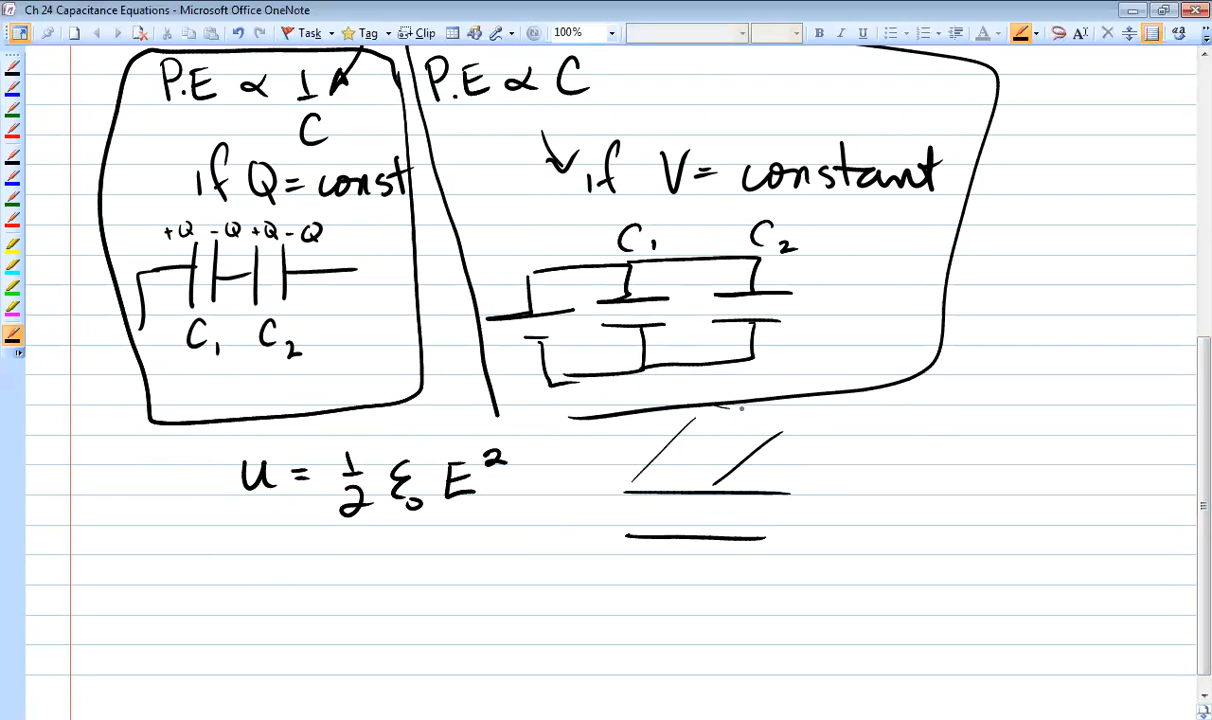 Ch 24 Capacitance Equations - Microsoft Office OneNote
Task Tag Clip 100% B I U A
P.E ∝ 1/C
if Q = const
+Q -Q +Q -Q
C₁ C₂
P.E ∝ C
if V = constant
C₁ C₂
u = 1/2 ε₀ E²